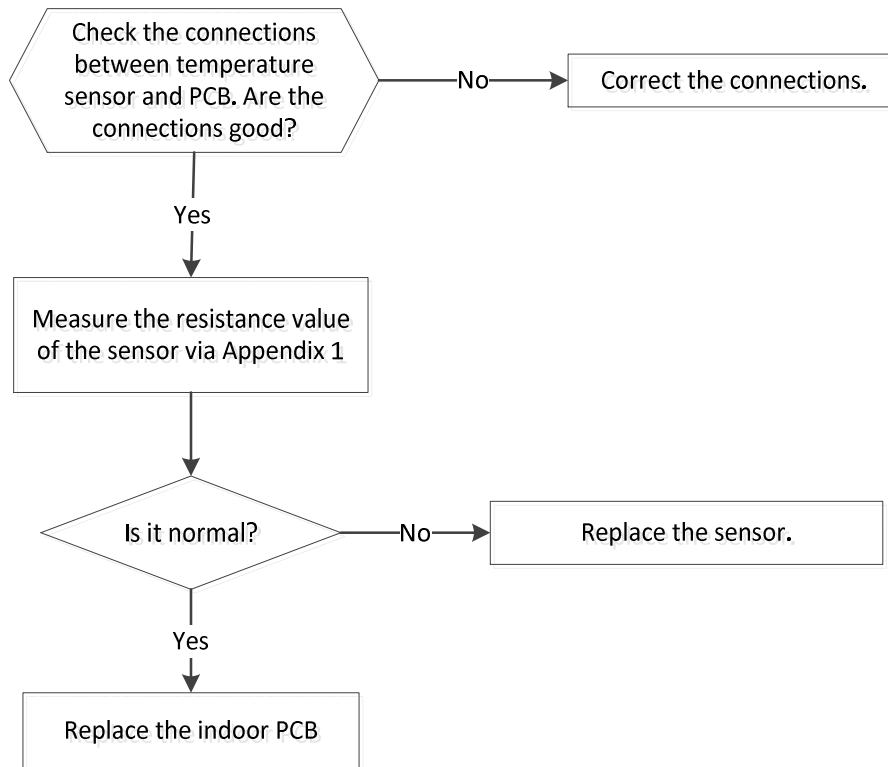 Check the connections
between temperature
sensor and PCB. Are the
connections good?
No
Correct the connections.
Yes
Measure the resistance value
of the sensor via Appendix 1
Is it normal?
No
Replace the sensor.
Yes
Replace the indoor PCB